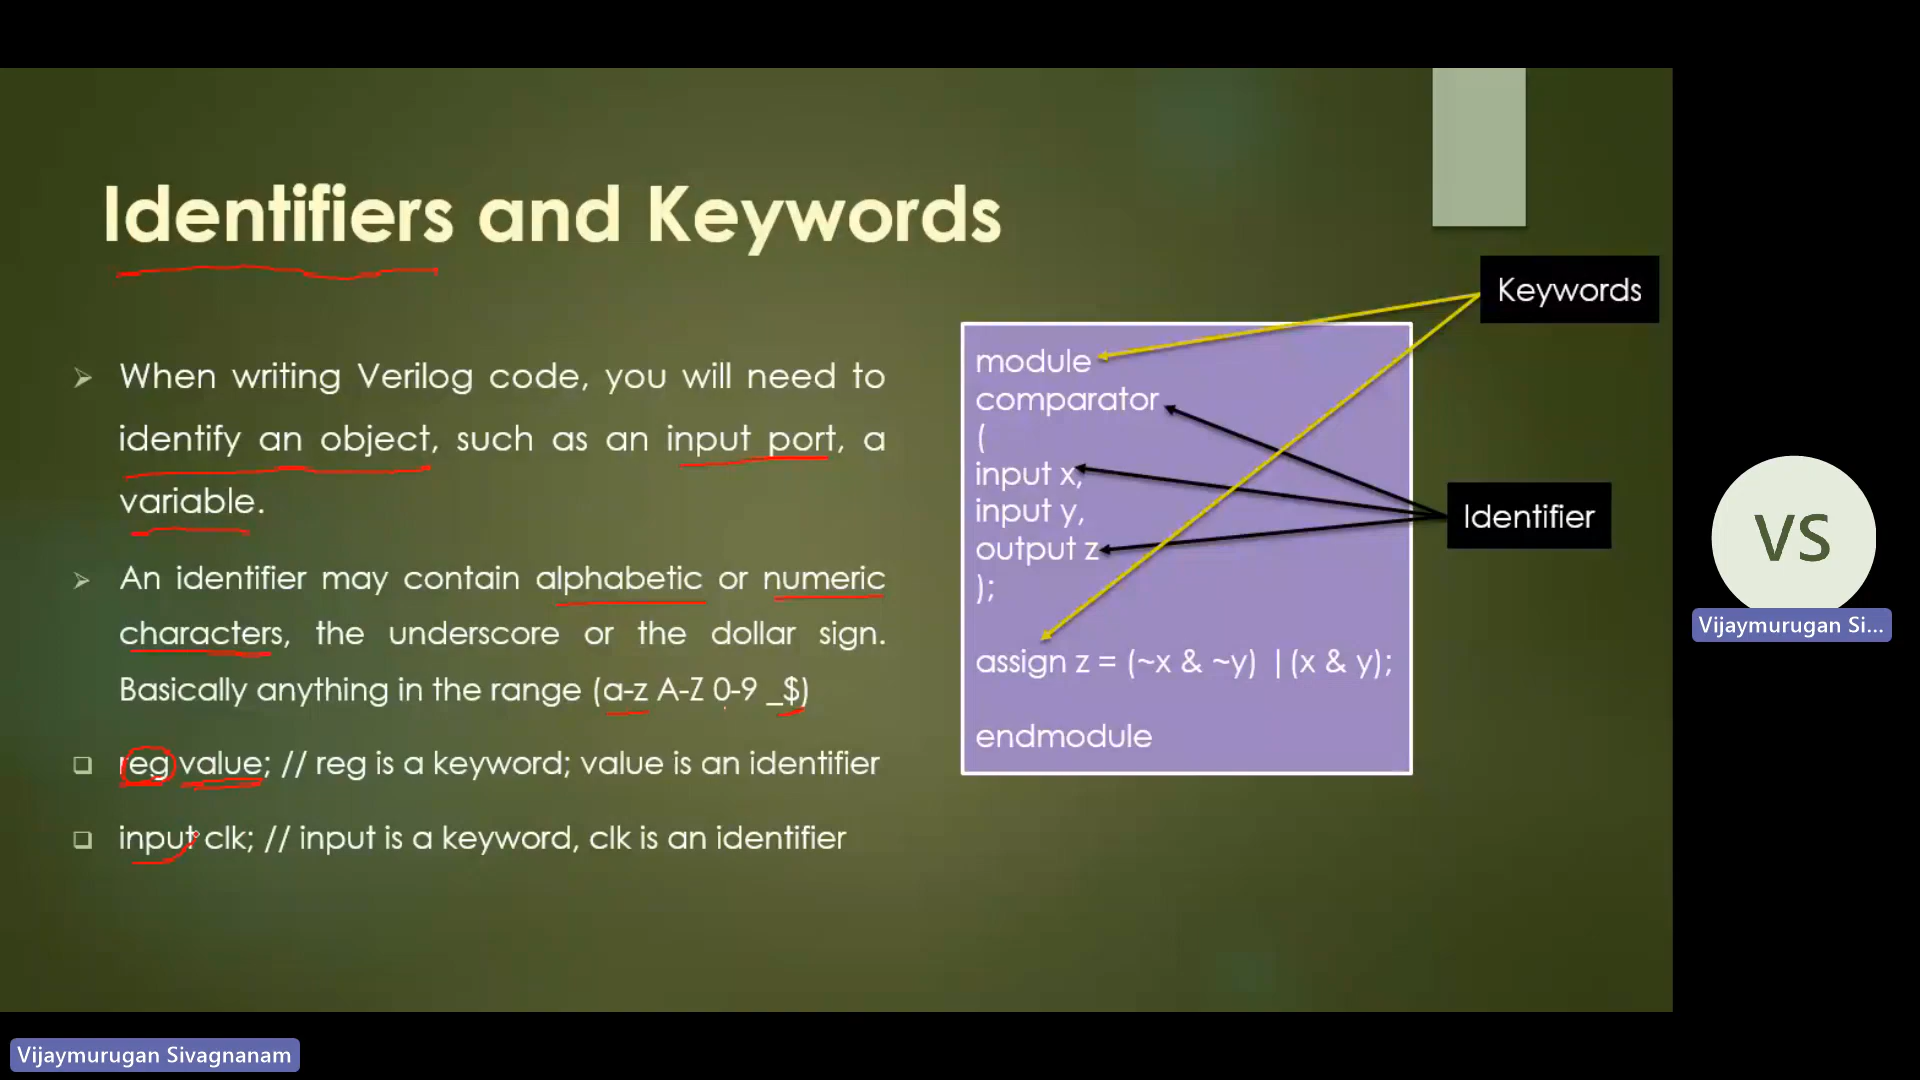 Identifiers and Keywords
When writing Verilog code, you will need to
identify an object, such as an input port, a
variable.
An identifier may contain alphabetic or numeric
characters, the underscore or the dollar sign.
Basically anything in the range (a-z A-Z 0-9 _$)
reg value; // reg is a keyword; value is an identifier
input clk; // input is a keyword, clk is an identifier
Keywords
module
comparator
(
input x,
input y,
output z
);
assign z = (~x & ~y) |(x & y);
endmodule
Identifier
VS
Vijaymurugan Si...
Vijaymurugan Sivagnanam